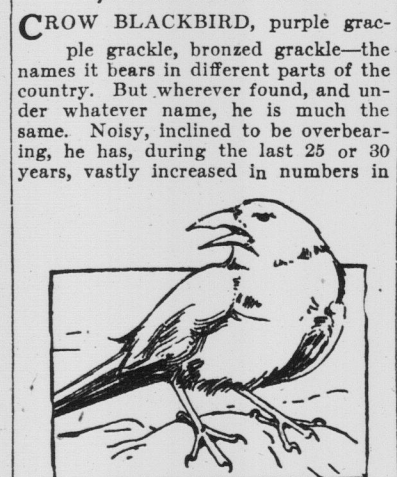 CROW BLACKBIRD, purple grac-
ple grackle, bronzed grackle—the
names it bears in different parts of the
country. But wherever found, and un-
der whatever name, he is much the
same. Noisy, inclined to be overbear-
ing, he has, during the last 25 or 30
years, vastly increased in numbers in